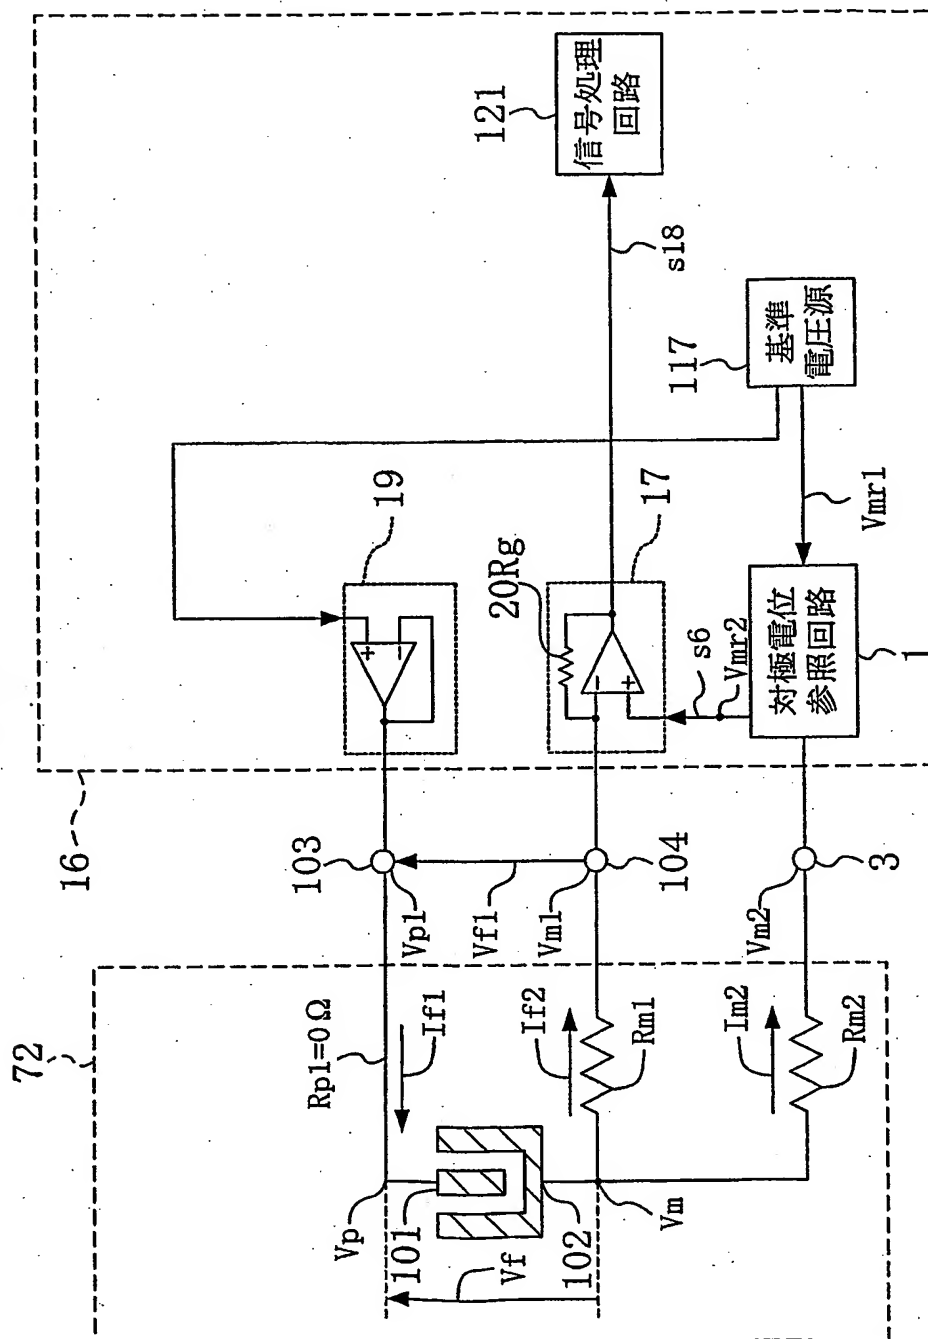 72
16
Rp1=0Ω
If1
Vp
101
Vf
102
Vm
If2
Rm1
Im2
Rm2
103
Vp1
Vf1
Vm1
104
Vm2
3
19
20Rg
17
s6
Vmr2
対極電位
参照回路
1
Vmr1
117
基準
電圧源
s18
121
信号処理
回路